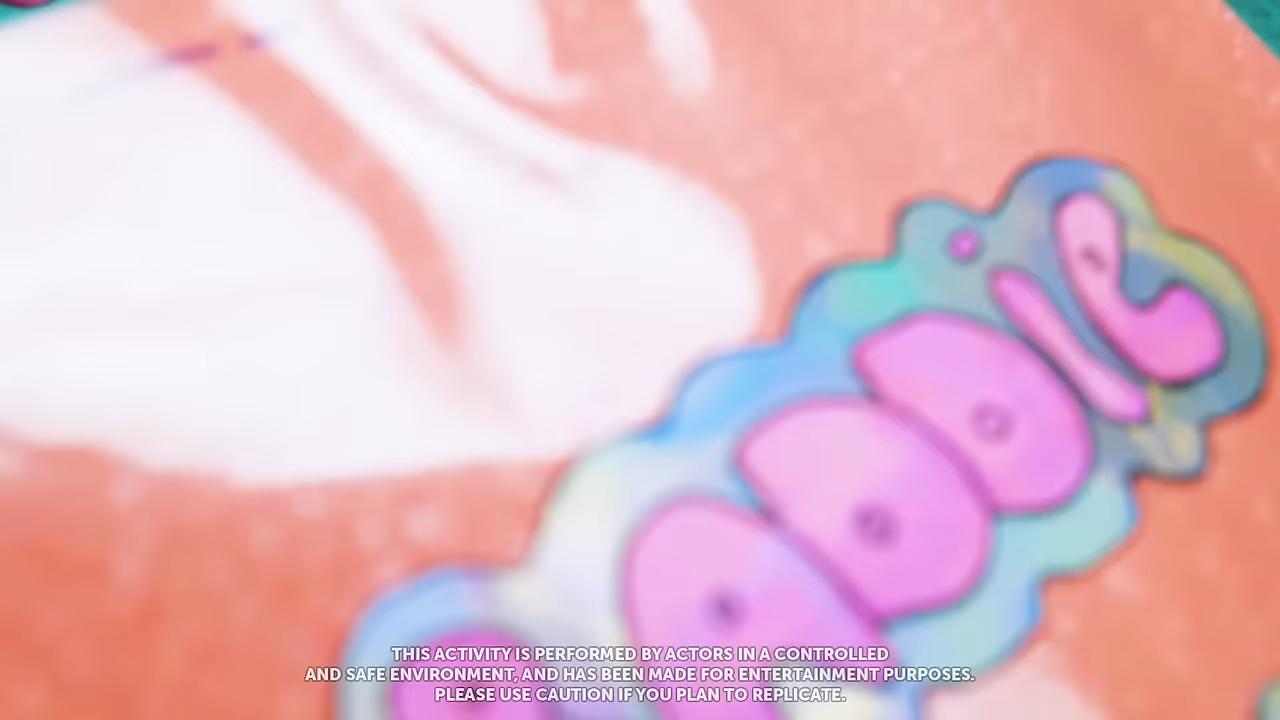 THIS ACTIVITY IS PERFORMED BY ACTORS IN A CONTROLLED
AND SAFE ENVIRONMENT, AND HAS BEEN MADE FOR ENTERTAINMENT PURPOSES.
PLEASE USE CAUTION IF YOU PLAN TO REPLICATE.